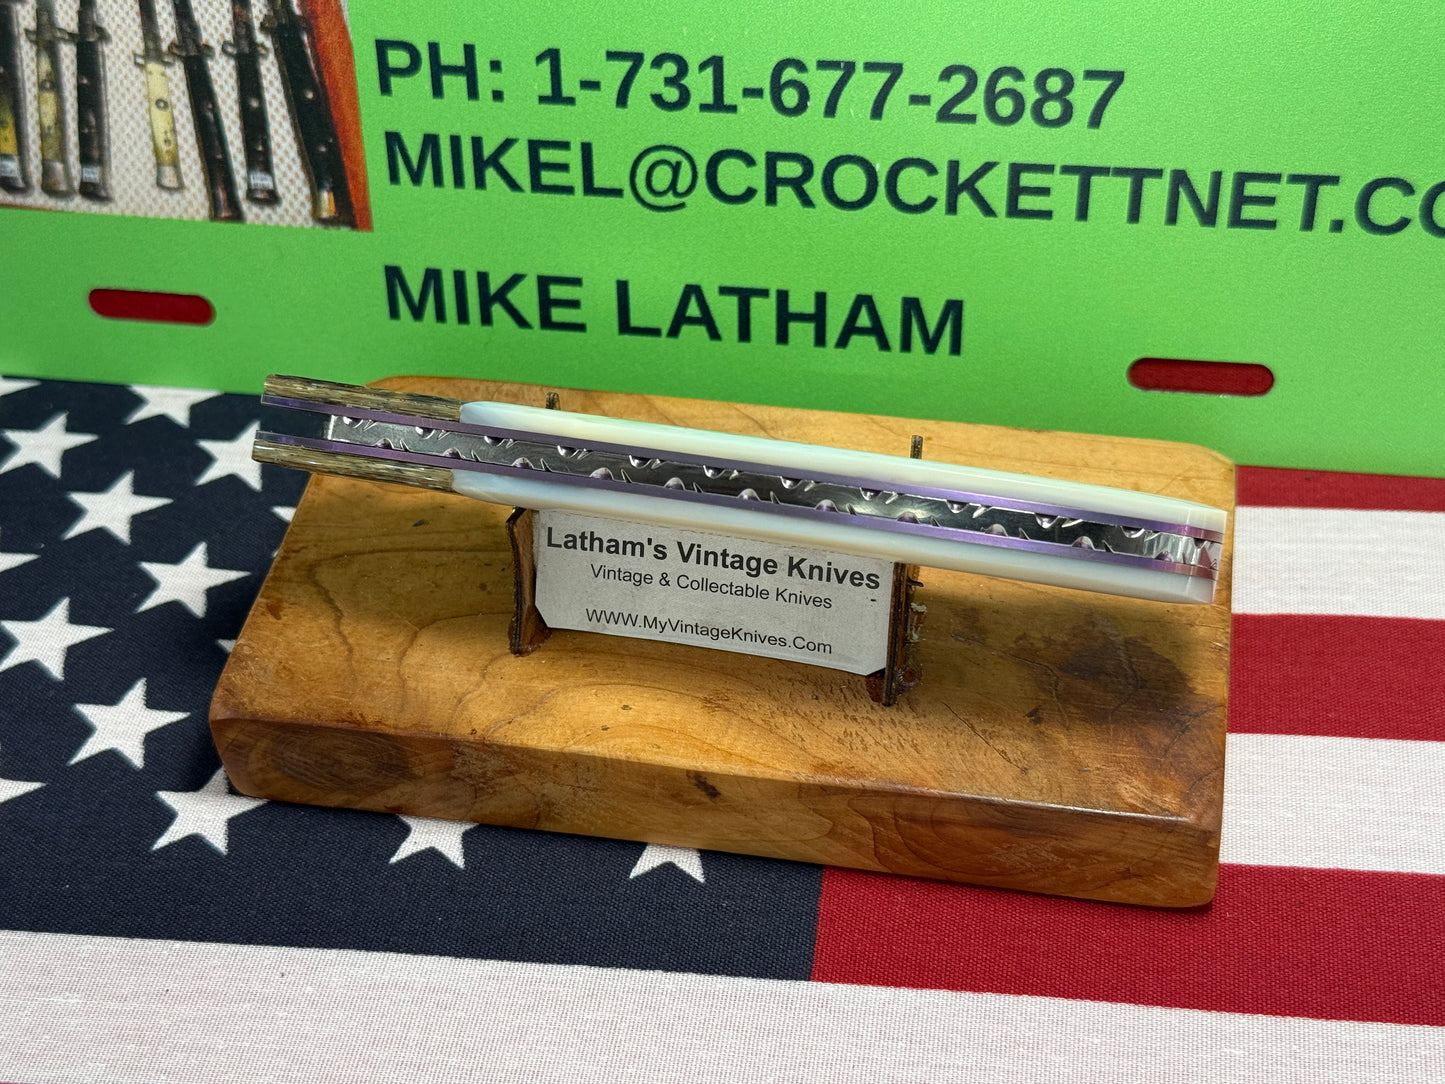 PH: 1-731-677-2687
MIKEL@CROCKETTNET.CO
MIKE LATHAM
Latham's Vintage Knives
Vintage & Collectable Knives
WWW.MyVintageKnives.Com